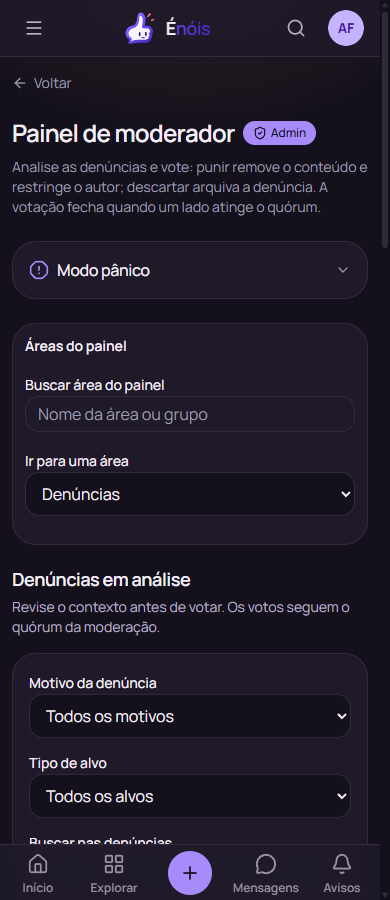 Énóis
AF
Voltar
Painel de moderador
Admin
Analise as denúncias e vote: punir remove o conteúdo e
restringe o autor; descartar arquiva a denúncia. A
votação fecha quando um lado atinge o quórum.
Modo pânico
Áreas do painel
Buscar área do painel
Nome da área ou grupo
Ir para uma área
Denúncias
Denúncias em análise
Revise o contexto antes de votar. Os votos seguem o
quórum da moderação.
Motivo da denúncia
Todos os motivos
Tipo de alvo
Todos os alvos
Buscar nas denúncias
Início
Explorar
Mensagens
Avisos